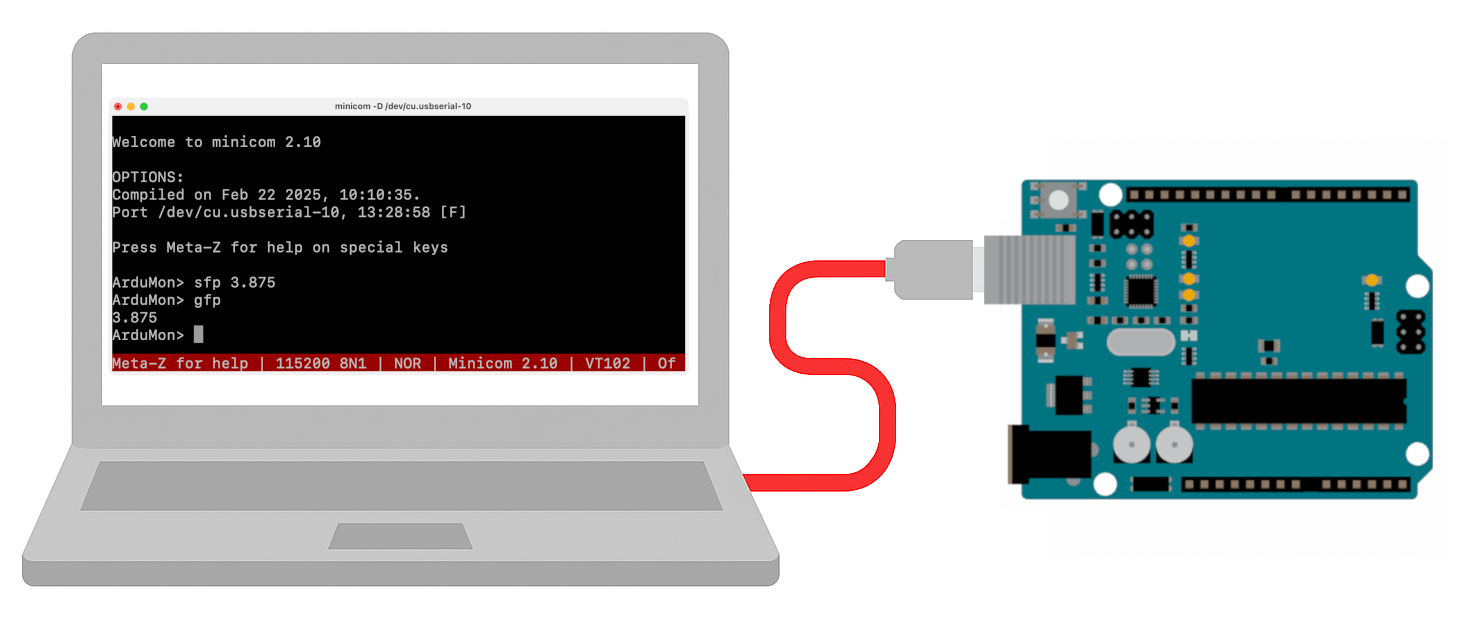 minicom -D /dev/cu.usbserial-10
Welcome to minicom 2.10
OPTIONS:
Compiled on Feb 22 2025, 10:10:35.
Port /dev/cu.usbserial-10, 13:28:58 [F]
Press Meta-Z for help on special keys
ArduMon> sfp 3.875
ArduMon> gfp
3.875
ArduMon>
Meta-Z for help | 115200 8N1 | NOR | Minicom 2.10 | VT102 | Of